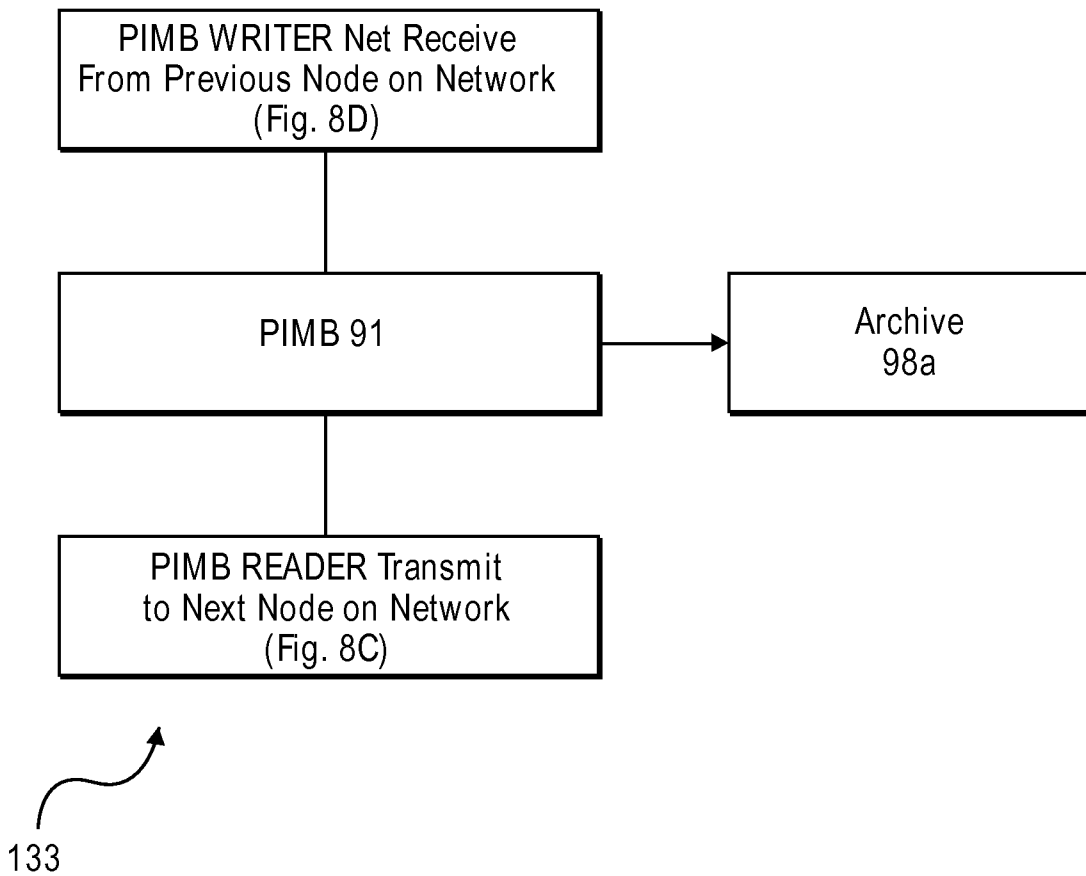 PIMB WRITER Net Receive
From Previous Node on Network
(Fig. 8D)
PIMB 91
Archive
98a
PIMB READER Transmit
to Next Node on Network
(Fig. 8C)
133